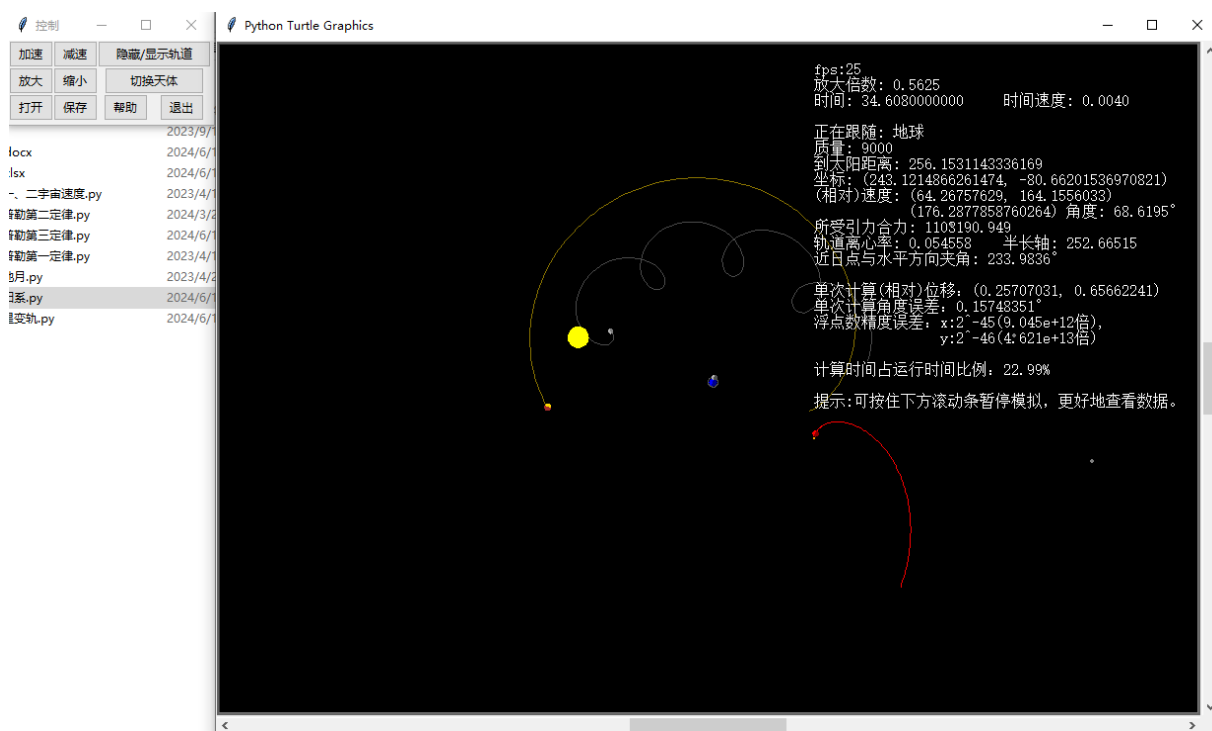 控制
加速 减速 隐藏/显示轨道
放大 缩小 切换天体
打开 保存 帮助 退出
2023/9/1
docx 2024/6/1
lsx 2024/6/1
一、二宇宙速度.py 2023/4/1
勒第二定律.py 2024/3/2
勒第三定律.py 2024/6/1
勒第一定律.py 2023/4/1
地月.py 2023/4/2
日系.py 2024/6/1
变轨.py 2024/6/1
Python Turtle Graphics
fps:25
放大倍数: 0.5625
时间: 34.6080000000 时间速度: 0.0040
正在跟随: 地球
质量: 9000
到太阳距离: 256.1531143336169
坐标: (243.1214866261474, -80.66201536970821)
(相对)速度: (64.26757629, 164.1556033)
(176.2877858760264) 角度: 68.6195°
所受引力合力: 1108190.949
轨道离心率: 0.054558 半长轴: 252.66515
近日点与水平方向夹角: 233.9836°
单次计算(相对)位移: (0.25707031, 0.65662241)
单次计算角度误差: 0.15748351°
浮点数精度误差: x:2^-45(9.045e+12倍),
y:2^-46(4.621e+13倍)
计算时间占运行时间比例: 22.99%
提示:可按住下方滚动条暂停模拟, 更好地查看数据。